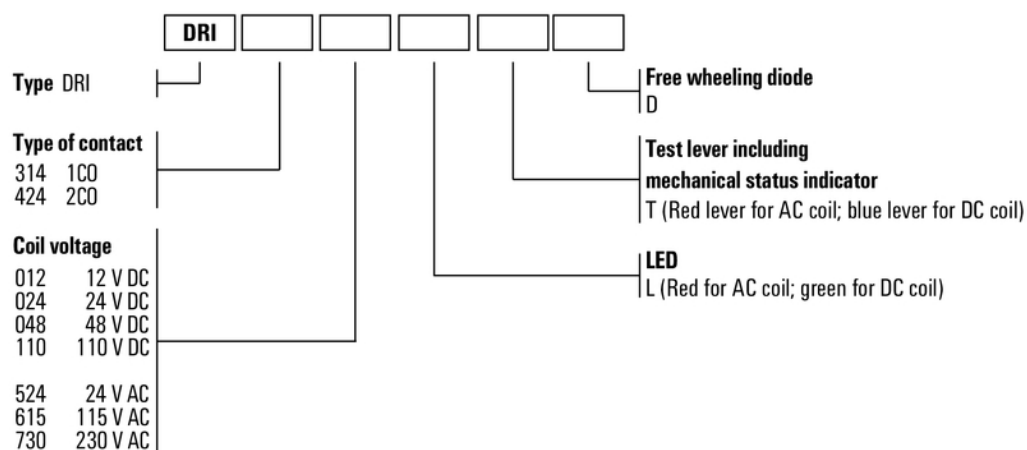 DRI
Type DRI
Type of contact
314 1CO
424 2CO
Coil voltage
012 12 V DC
024 24 V DC
048 48 V DC
110 110 V DC
524 24 V AC
615 115 V AC
730 230 V AC
Free wheeling diode
D
Test lever including
mechanical status indicator
T (Red lever for AC coil; blue lever for DC coil)
LED
L (Red for AC coil; green for DC coil)